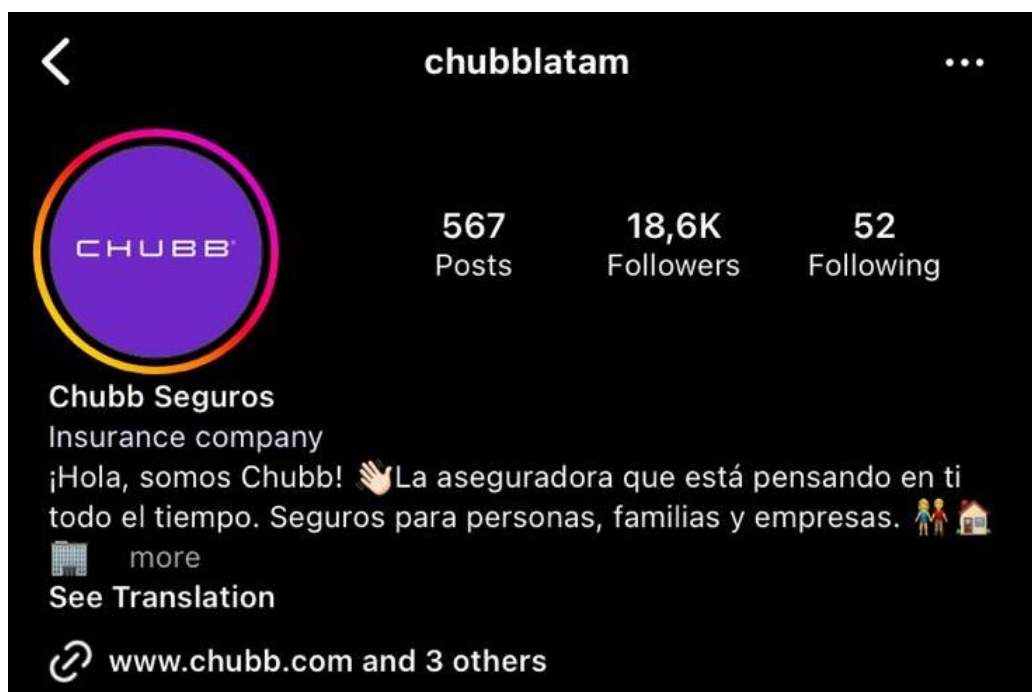 chubblatam
CHUBB®
567 18,6K 52
Posts Followers Following
Chubb Seguros
Insurance company
¡Hola, somos Chubb! 👋🏻La aseguradora que está pensando en ti
todo el tiempo. Seguros para personas, familias y empresas. 👫🏠
🏢 more
See Translation
www.chubb.com and 3 others